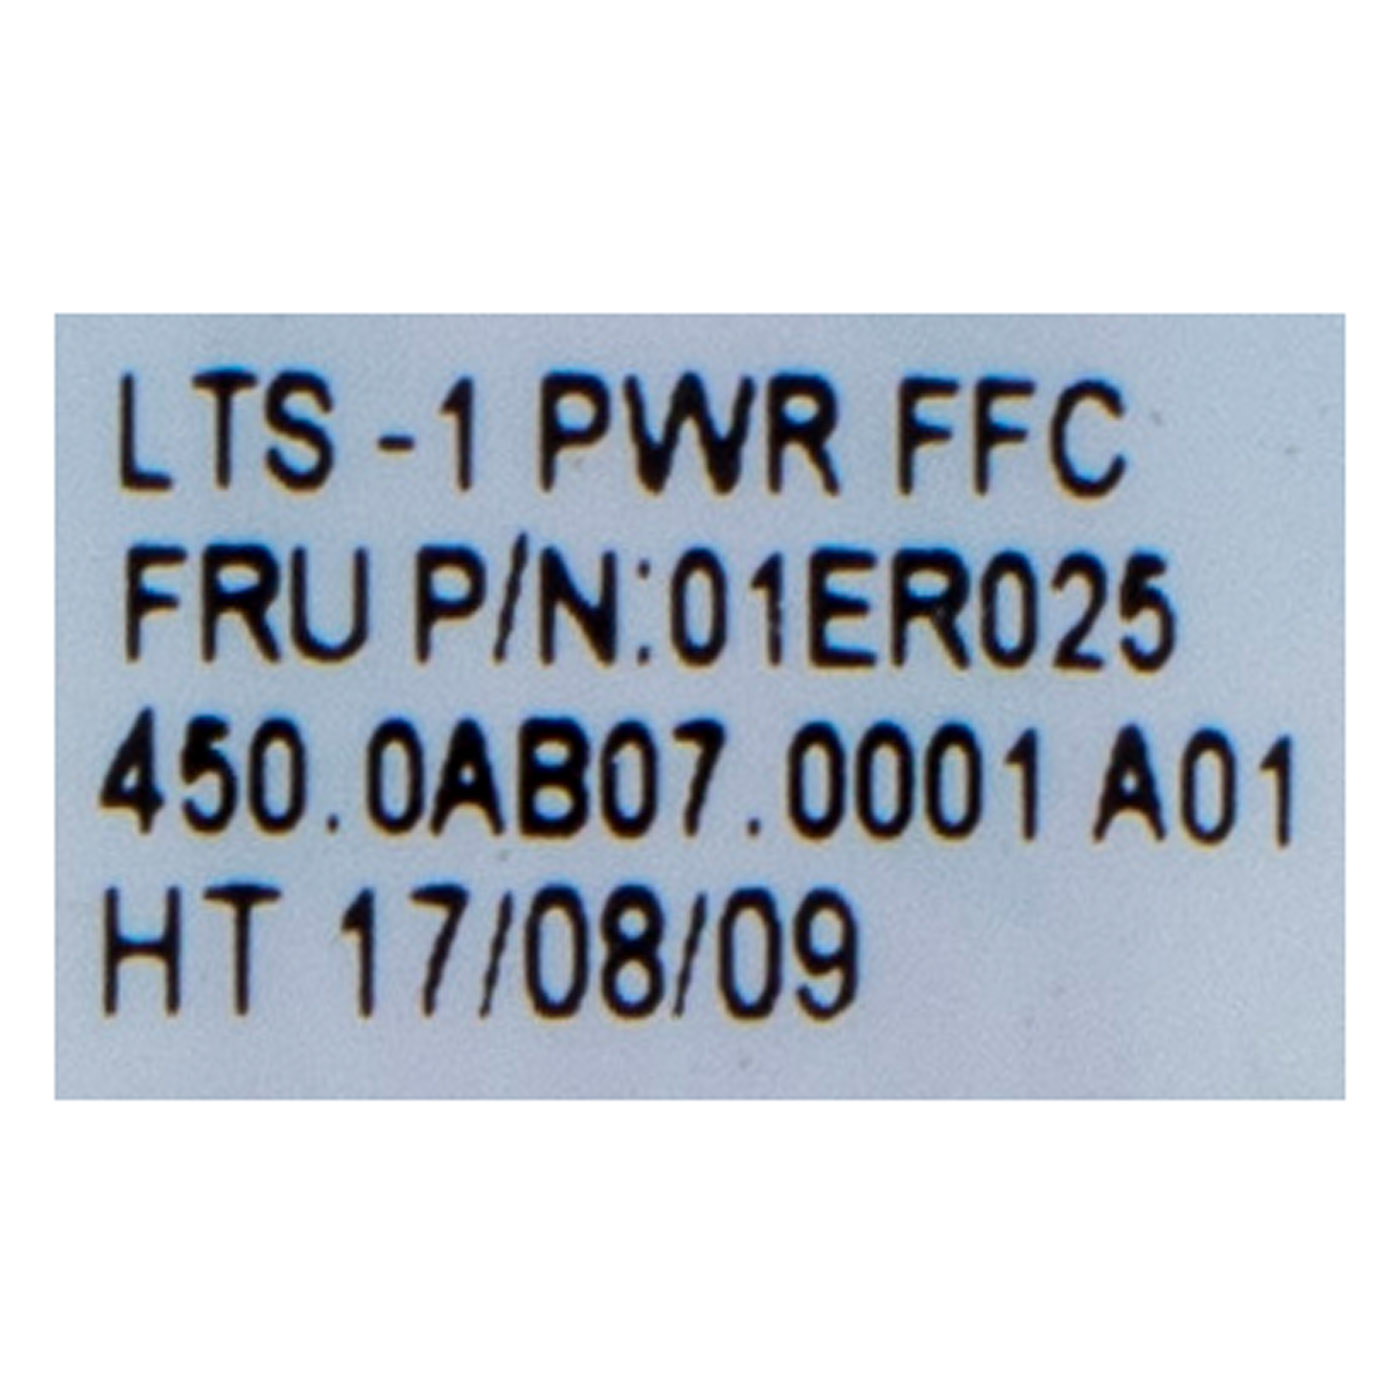 LTS -1 PWR FFC
FRU P/N:01ER025
450.0AB07.0001 A01
HT 17/08/09